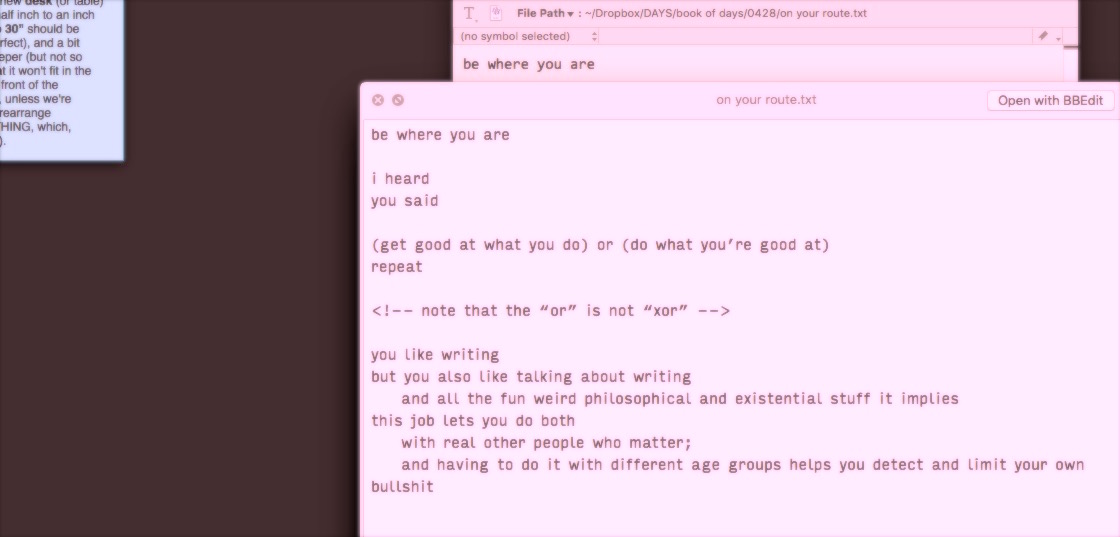 new desk (or table)
half inch to an inch
30" should be
rfect), and a bit
eper (but not so
t it won't fit in the
front of the
, unless we're
rearrange
HING, which,
).
File Path ▾ : ~/Dropbox/DAYS/book of days/0428/on your route.txt
(no symbol selected)
be where you are
on your route.txt
Open with BBEdit
be where you are
i heard
you said
(get good at what you do) or (do what you’re good at)
repeat
<!-- note that the “or” is not “xor” -->
you like writing
but you also like talking about writing
and all the fun weird philosophical and existential stuff it implies
this job lets you do both
with real other people who matter;
and having to do it with different age groups helps you detect and limit your own
bullshit